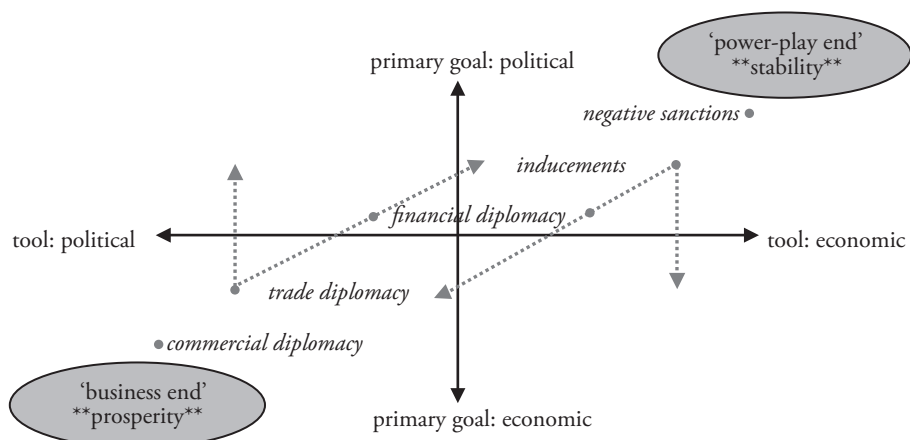 ‘power-play end’
**stability**
primary goal: political
negative sanctions
inducements
financial diplomacy
tool: political
tool: economic
trade diplomacy
commercial diplomacy
‘business end’
**prosperity**
primary goal: economic